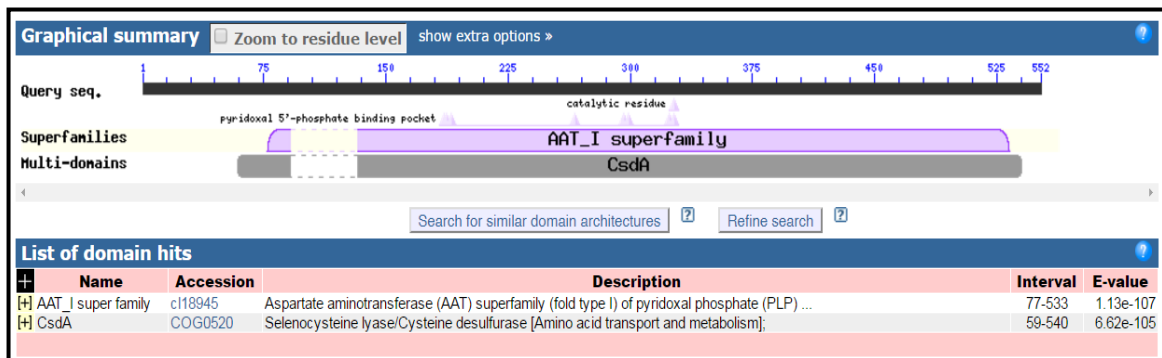 Graphical summary Zoom to residue level show extra options » ?
1 75 150 225 300 375 450 525 552
Query seq.
catalytic residue
pyridoxal 5'-phosphate binding pocket
Superfamilies AAT_I superfamily
Multi-domains CsdA
Search for similar domain architectures ? Refine search ?
List of domain hits ?
+ Name Accession Description Interval E-value
[+] AAT_I super family cl18945 Aspartate aminotransferase (AAT) superfamily (fold type I) of pyridoxal phosphate (PLP) ... 77-533 1.13e-107
[+] CsdA COG0520 Selenocysteine lyase/Cysteine desulfurase [Amino acid transport and metabolism]; 59-540 6.62e-105